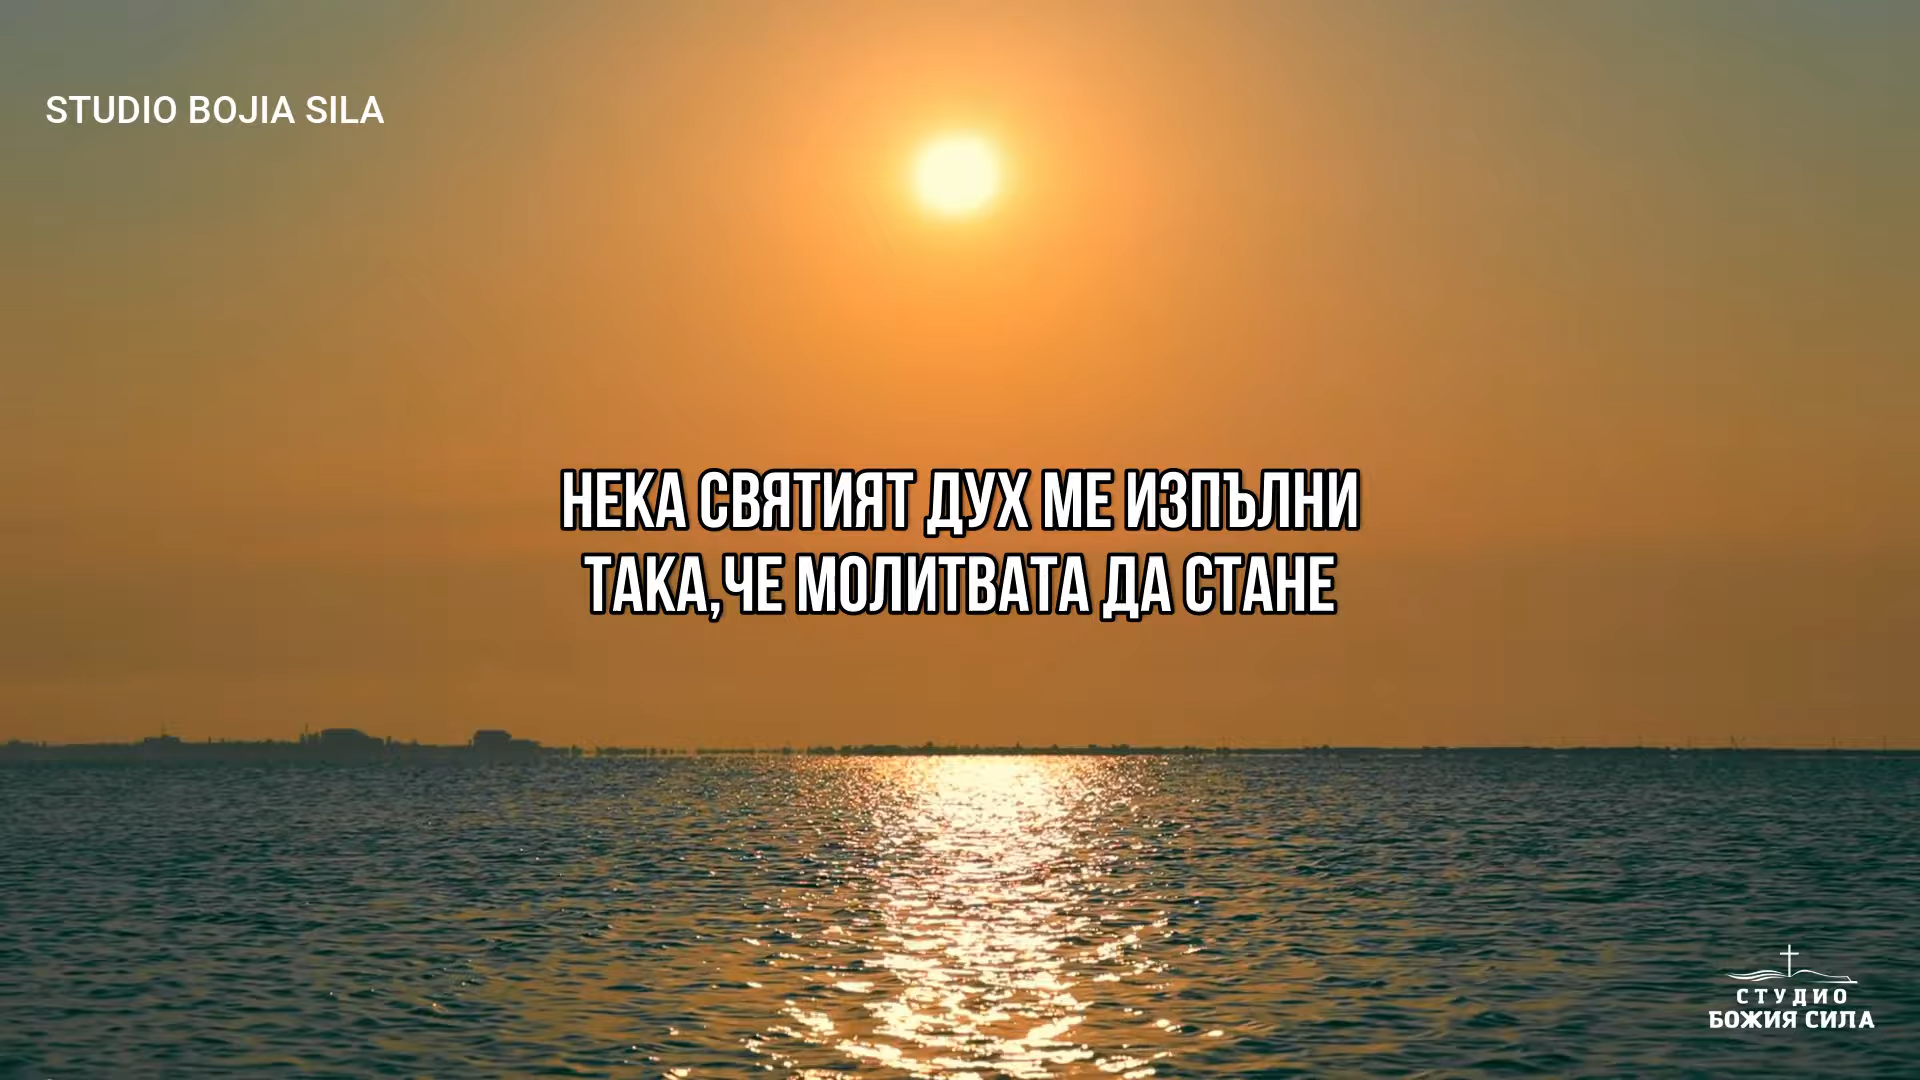 STUDIO BOJIA SILA
НЕКА СВЯТИЯТ ДУХ МЕ ИЗПЪЛНИ
ТАКА,ЧЕ МОЛИТВАТА ДА СТАНЕ
СТУДИО
БОЖИЯ СИЛА